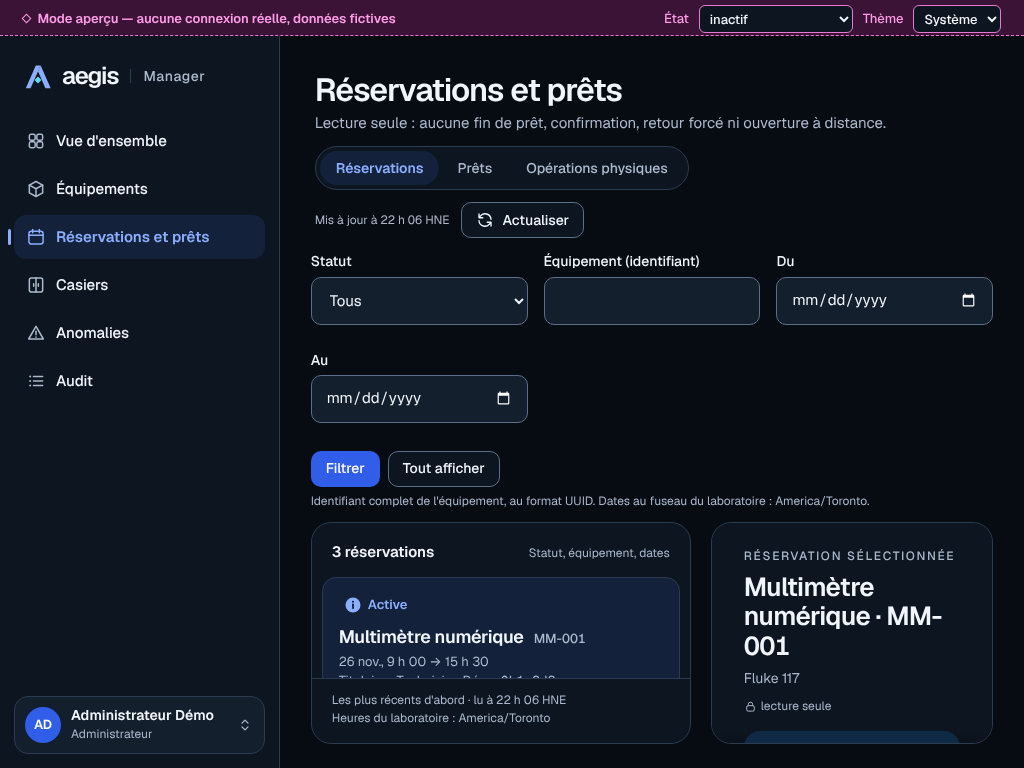 Mode aperçu — aucune connexion réelle, données fictives
État
inactif
Thème
Système
aegis
Manager
Vue d'ensemble
Équipements
Réservations et prêts
Casiers
Anomalies
Audit
AD
Administrateur Démo
Administrateur
Réservations et prêts
Lecture seule : aucune fin de prêt, confirmation, retour forcé ni ouverture à distance.
Réservations
Prêts
Opérations physiques
Mis à jour à 22 h 06 HNE
Actualiser
Statut
Équipement (identifiant)
Du
Tous
mm/dd/yyyy
Au
mm/dd/yyyy
Filtrer
Tout afficher
Identifiant complet de l'équipement, au format UUID. Dates au fuseau du laboratoire : America/Toronto.
3 réservations
Statut, équipement, dates
Active
Multimètre numérique MM-001
26 nov., 9 h 00 → 15 h 30
Les plus récents d'abord · lu à 22 h 06 HNE
Heures du laboratoire : America/Toronto
RÉSERVATION SÉLECTIONNÉE
Multimètre
numérique · MM-
001
Fluke 117
lecture seule